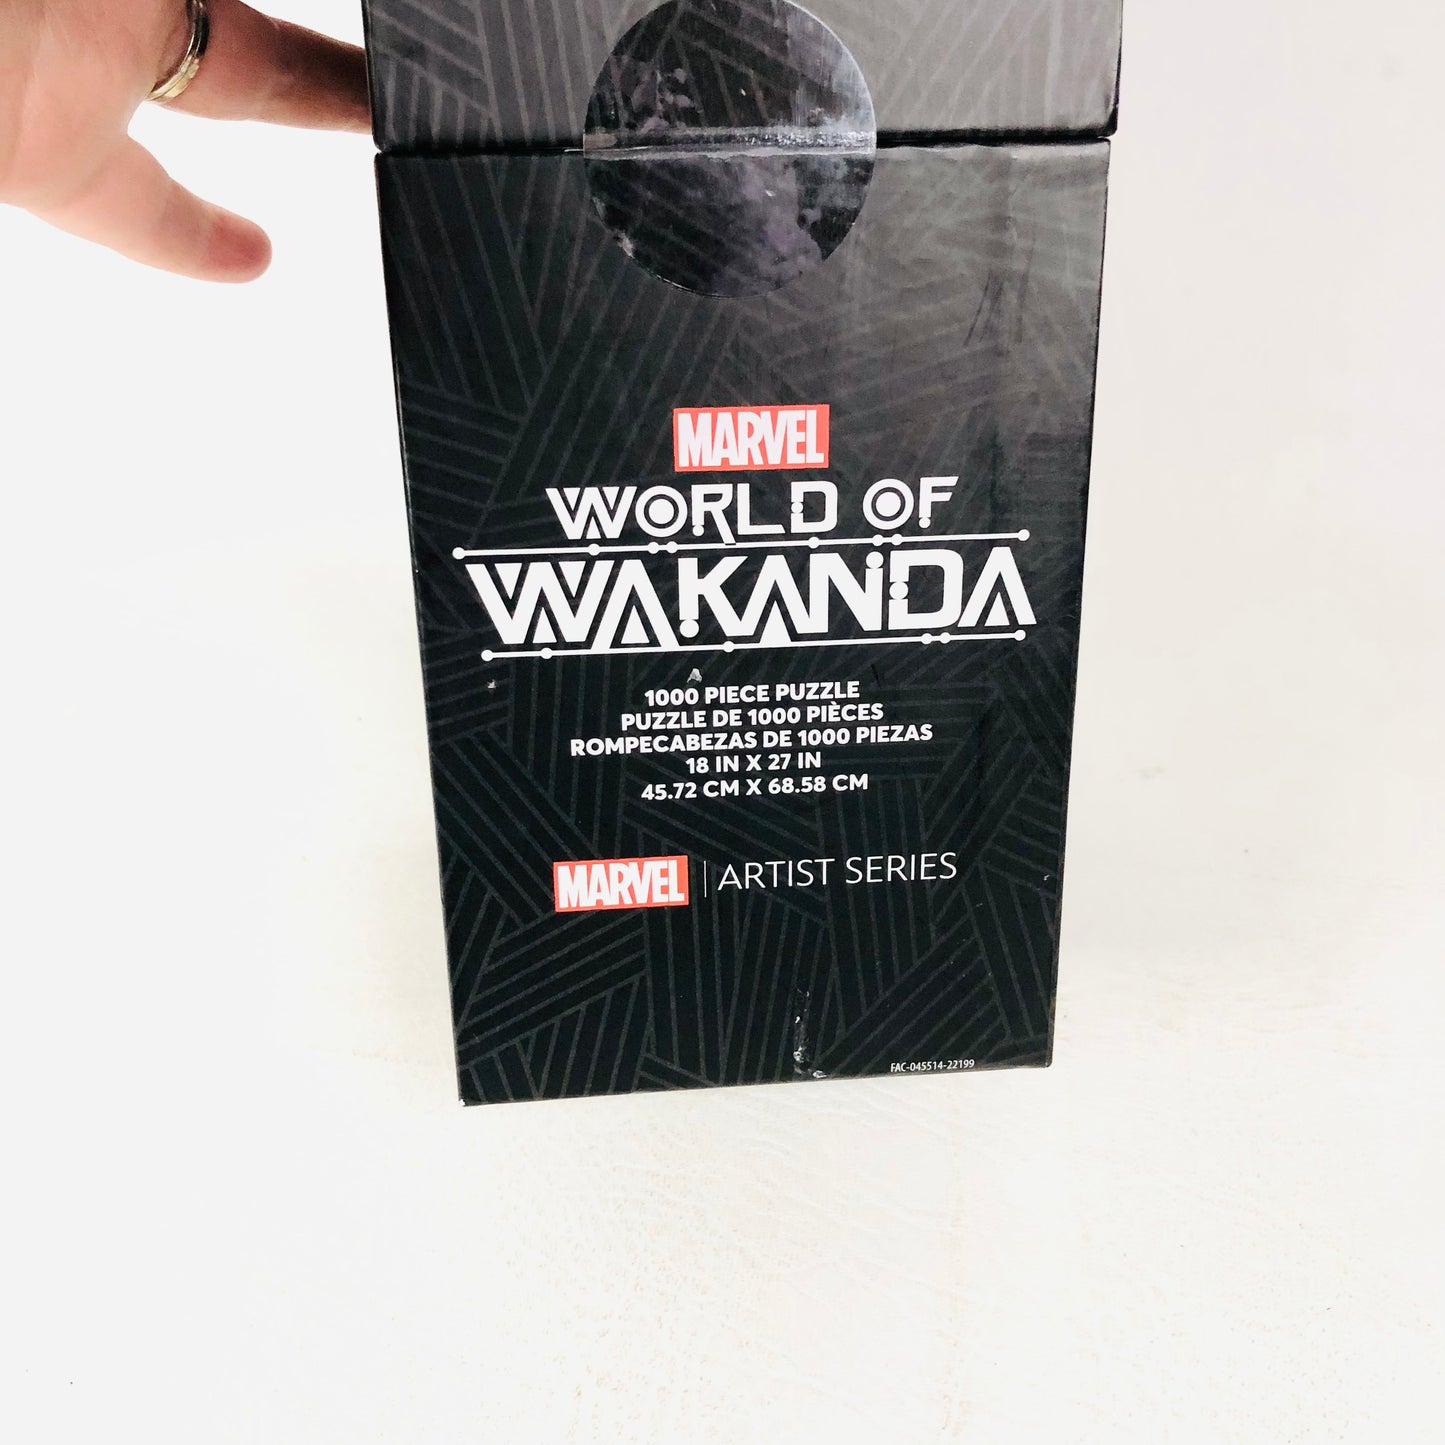 MARVEL
WORLD OF
WAKANDA
1000 PIECE PUZZLE
PUZZLE DE 1000 PIÈCES
ROMPECABEZAS DE 1000 PIEZAS
18 IN X 27 IN
45.72 CM X 68.58 CM
MARVEL | ARTIST SERIES
FAC-045514-22199